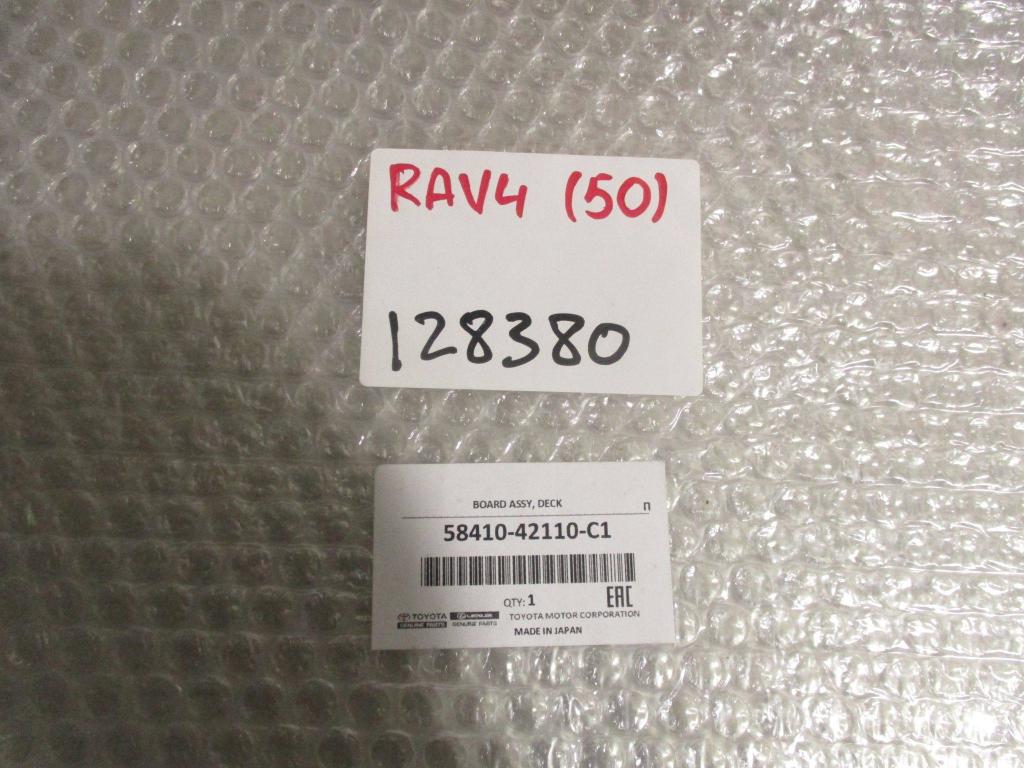 RAV4 (50)
128380
BOARD ASSY, DECK
n
58410-42110-C1
QTY: 1
EAC
TOYOTA LEXUS TOYOTA MOTOR CORPORATION
GENUINE PARTS GENUINE PARTS
MADE IN JAPAN